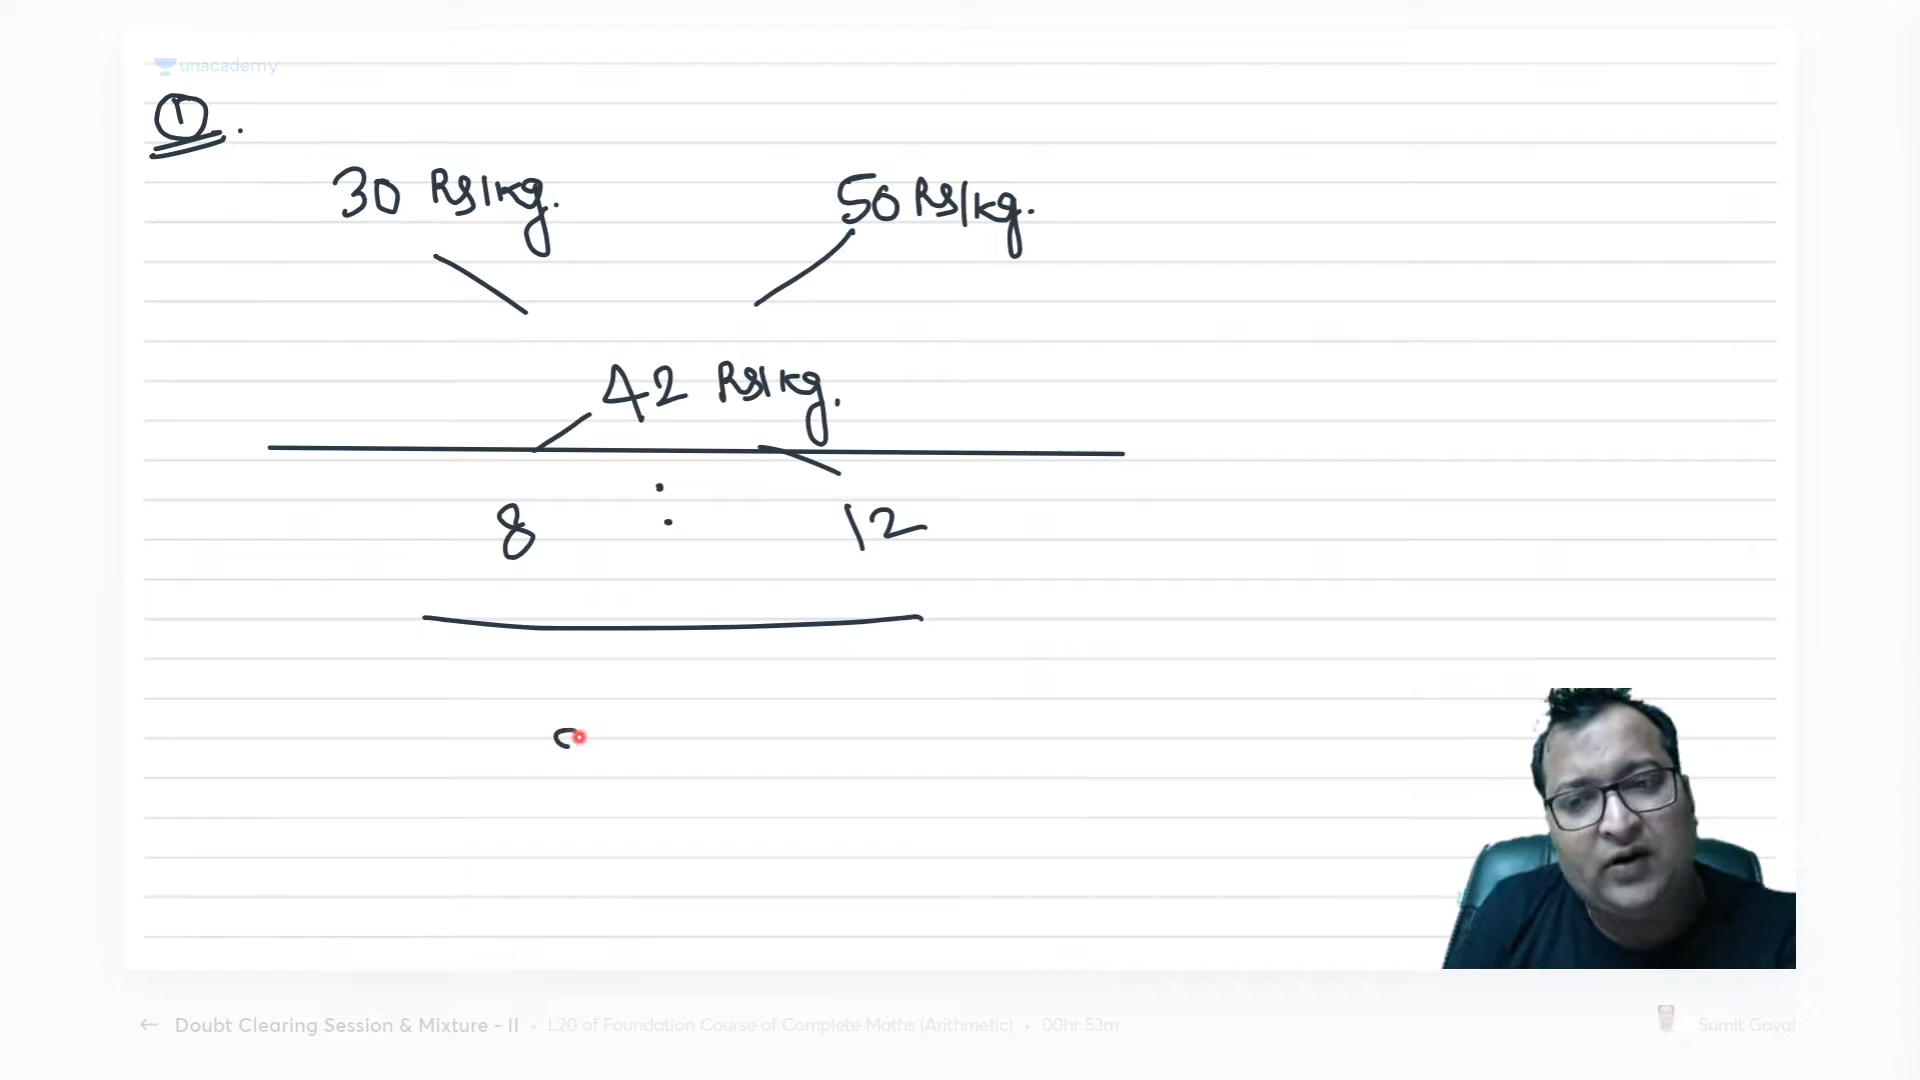 unacademy
① .
30 Rs/kg. 50 Rs/kg.
42 Rs/kg.
8 : 12
← Doubt Clearing Session & Mixture - II • L20 of Foundation Course of Complete Maths (Arithmetic) • 00hr 53m Sumit Goyal